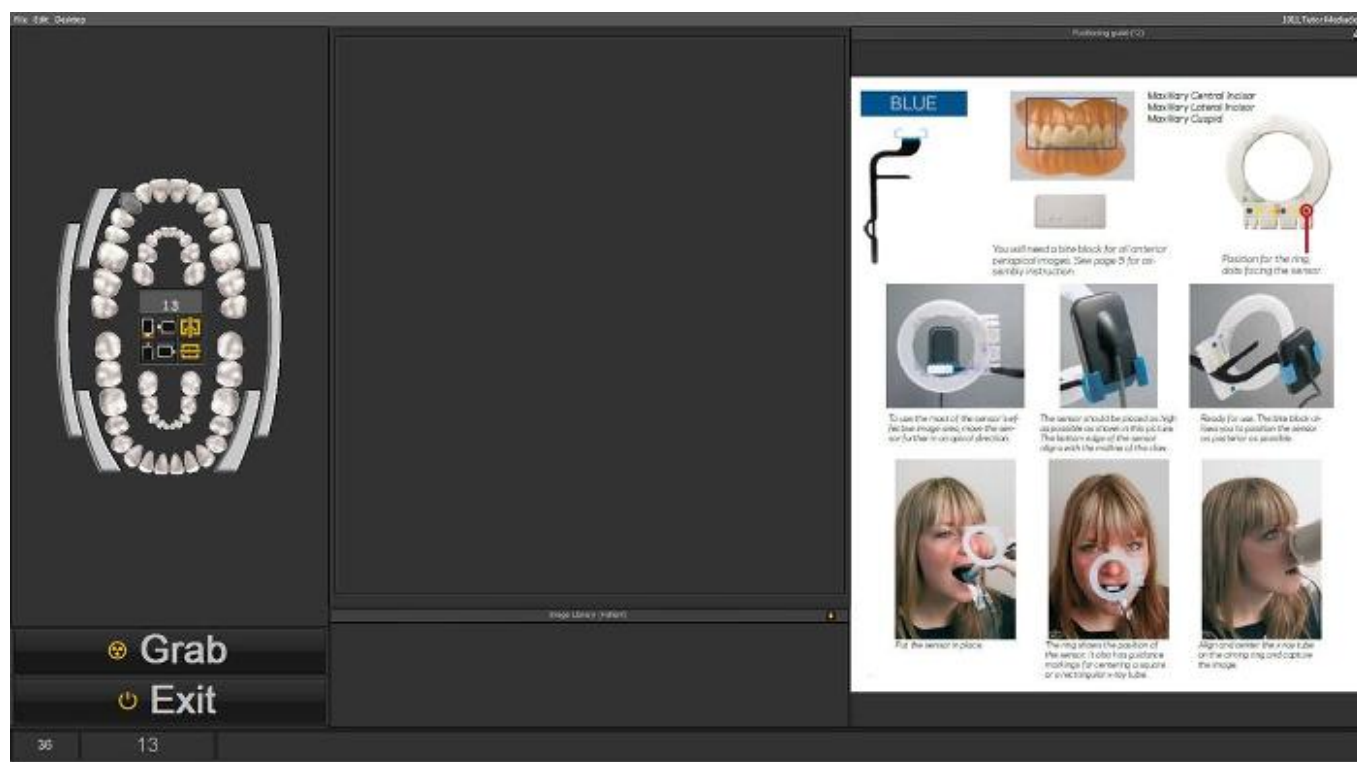 File Edit Desktop
Positioning guide (12)
BLUE
Maxillary Central Incisor
Maxillary Lateral Incisor
Maxillary Cuspid
You will need a bite block for all anterior
periapical images. See page 9 for as-
sembly instruction.
Position for the ring,
dots facing the sensor.
13
To use the most of the sensor's ef-
fective image area, move the sen-
sor further in an apical direction.
The sensor should be placed as high
as possible as shown in this picture.
The bottom edge of the sensor
aligns with the midline of the claw.
Ready for use. The bite block al-
lows you to position the sensor
as posterior as possible.
Image Library (Patient)
Grab
Exit
Put the sensor in place.
The ring shows the position of
the sensor. It also has guidance
markings for centering a square
or a rectangular x-ray tube.
Align and center the x-ray tube
on the aiming ring and capture
the image.
36
13